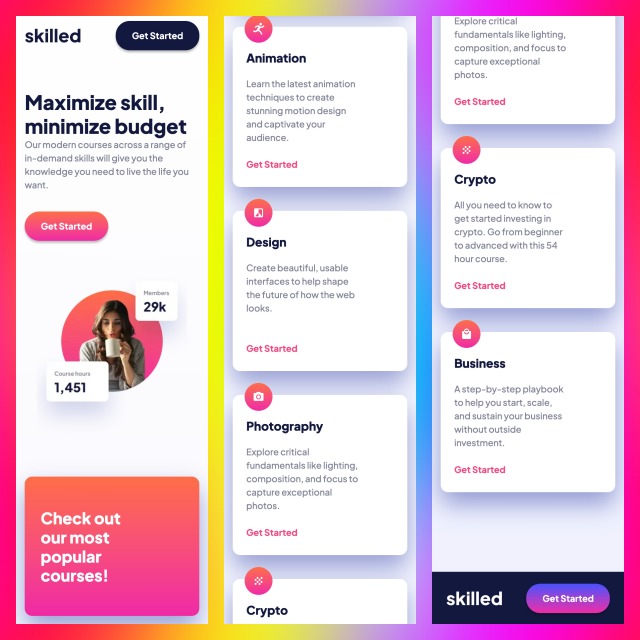 skilled
Get Started
Maximize skill,
minimize budget
Our modern courses across a range of
in-demand skills will give you the
knowledge you need to live the life you
want.
Get Started
Members
29k
Course hours
1,451
Check out
our most
popular
courses!
Animation
Learn the latest animation
techniques to create
stunning motion design
and captivate your
audience.
Get Started
Design
Create beautiful, usable
interfaces to help shape
the future of how the web
looks.
Get Started
Photography
Explore critical
fundamentals like lighting,
composition, and focus to
capture exceptional
photos.
Get Started
Crypto
Explore critical
fundamentals like lighting,
composition, and focus to
capture exceptional
photos.
Get Started
Crypto
All you need to know to
get started investing in
crypto. Go from beginner
to advanced with this 54
hour course.
Get Started
Business
A step-by-step playbook
to help you start, scale,
and sustain your business
without outside
investment.
Get Started
skilled
Get Started